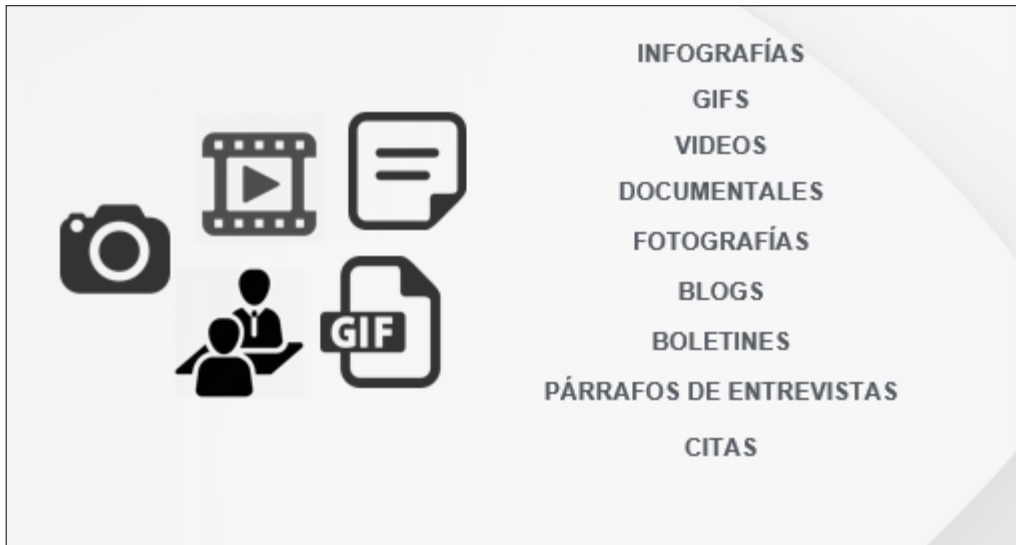 INFOGRAFÍAS
GIFS
VIDEOS
DOCUMENTALES
FOTOGRAFÍAS
BLOGS
GIF
BOLETINES
PÁRRAFOS DE ENTREVISTAS
CITAS